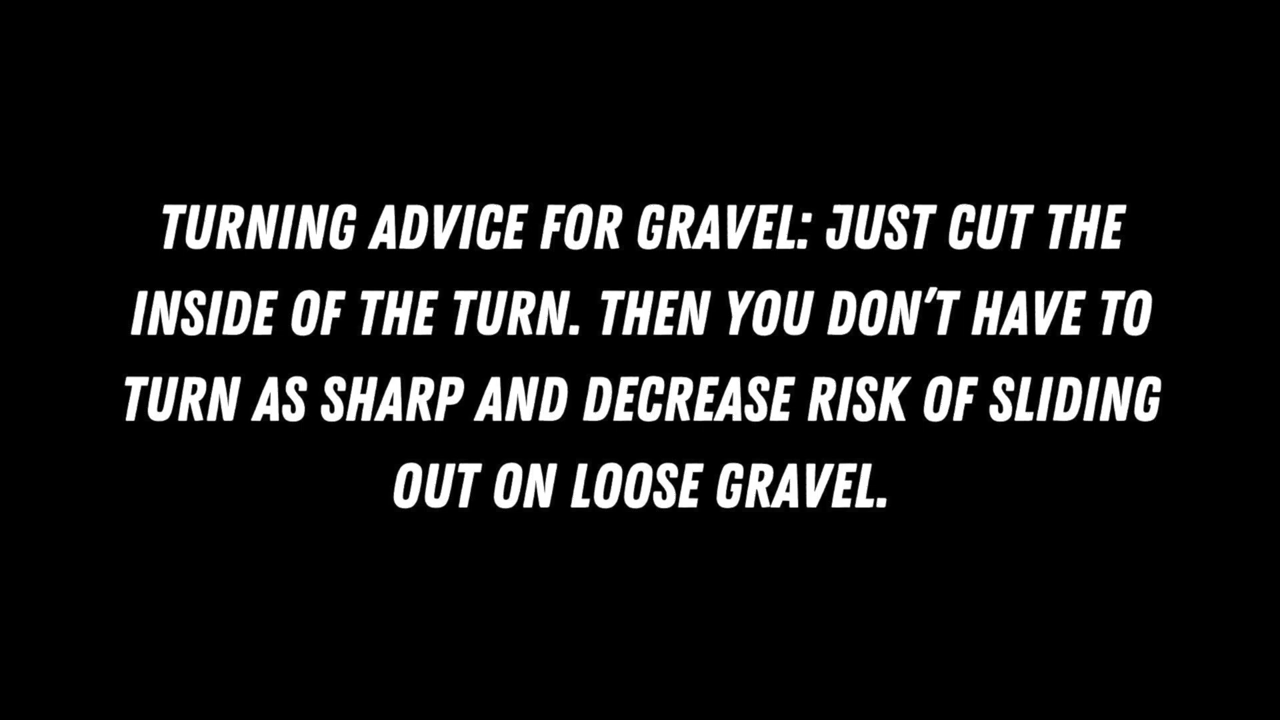 TURNING ADVICE FOR GRAVEL: JUST CUT THE
INSIDE OF THE TURN. THEN YOU DON'T HAVE TO
TURN AS SHARP AND DECREASE RISK OF SLIDING
OUT ON LOOSE GRAVEL.